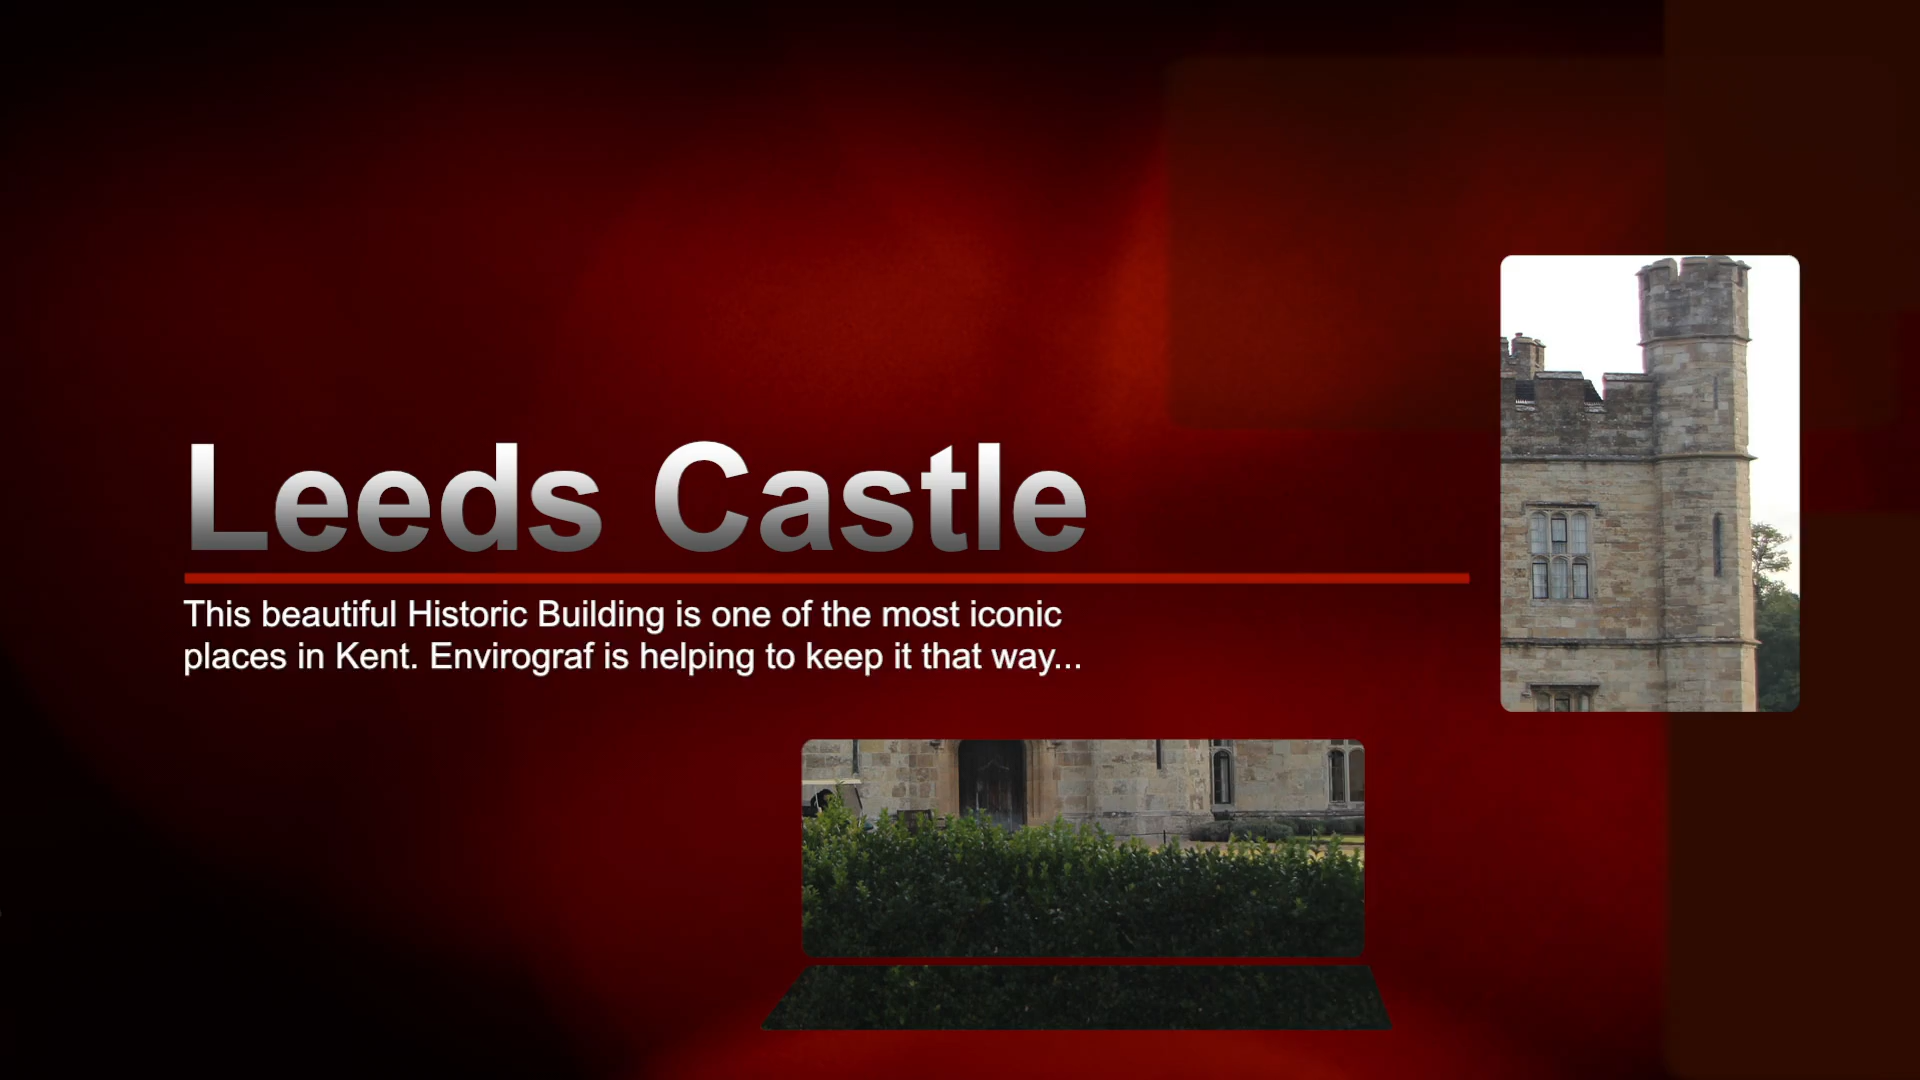 Leeds Castle
This beautiful Historic Building is one of the most iconic
places in Kent. Envirograf is helping to keep it that way...